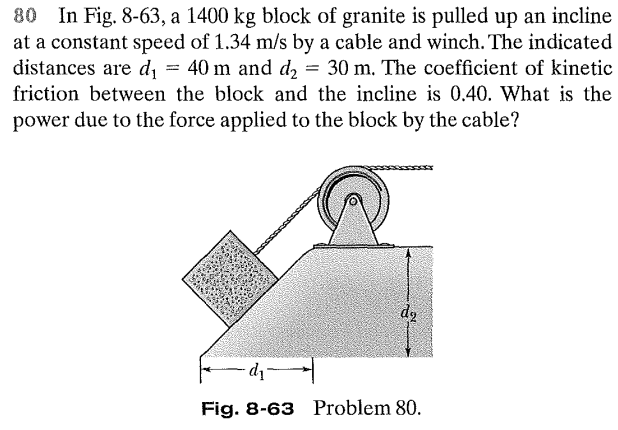 80 In Fig. 8-63, a 1400 kg block of granite is pulled up an incline
at a constant speed of 1.34 m/s by a cable and winch. The indicated
distances are d₁ = 40 m and d₂ = 30 m. The coefficient of kinetic
friction between the block and the incline is 0.40. What is the
power due to the force applied to the block by the cable?
d₂
d₁
Fig. 8-63 Problem 80.